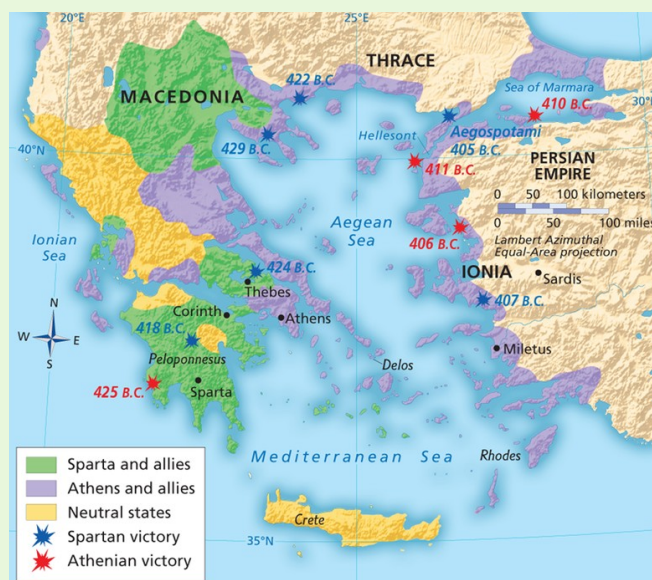 20°E
25°E
THRACE
422 B.C.
Sea of Marmara
MACEDONIA
410 B.C.
30°E
Hellesont
Aegospotami
405 B.C.
429 B.C.
40°N
411 B.C.
PERSIAN
EMPIRE
0 50 100 kilometers
0 50 100 miles
Lambert Azimuthal
Equal-Area projection
Aegean
Sea
406 B.C.
Ionian
Sea
424 B.C.
IONIA
Sardis
Thebes
407 B.C.
N
W E
S
Corinth
Athens
418 B.C.
Miletus
Peloponnesus
Delos
425 B.C.
Sparta
Mediterranean Sea
Rhodes
Sparta and allies
Athens and allies
Neutral states
Spartan victory
Athenian victory
Crete
35°N